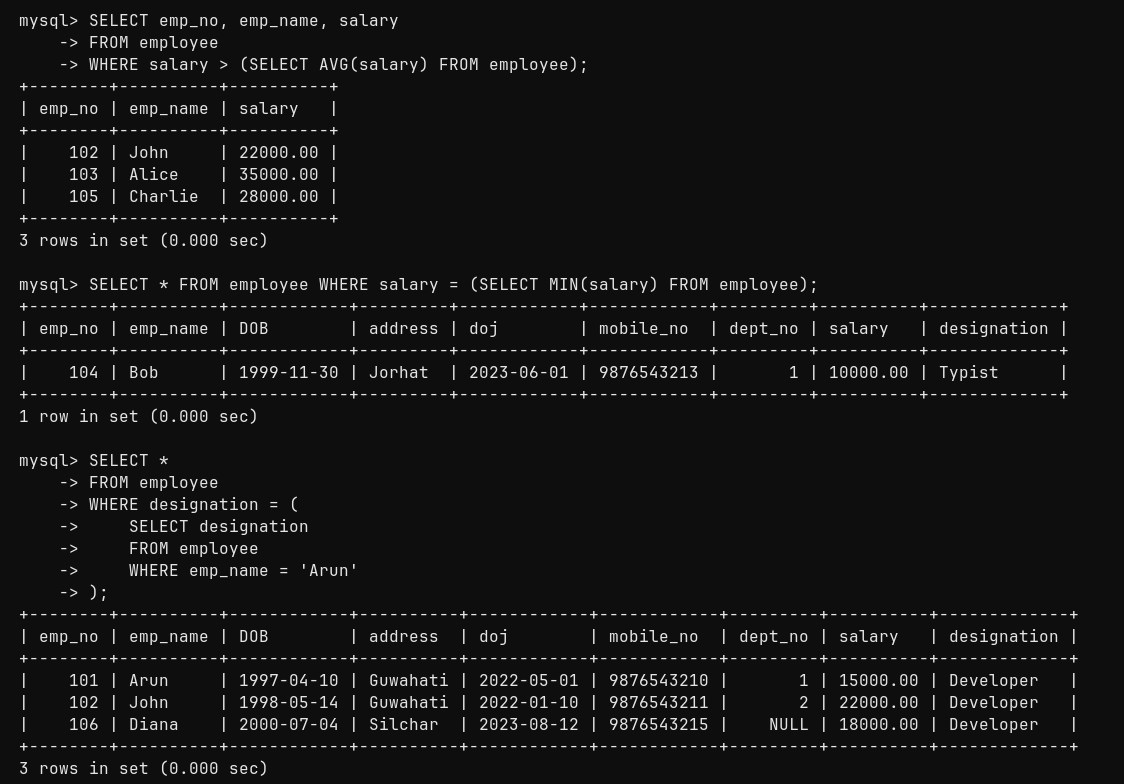 mysql> SELECT emp_no, emp_name, salary
    -> FROM employee
    -> WHERE salary > (SELECT AVG(salary) FROM employee);
+--------+----------+----------+
| emp_no | emp_name | salary   |
+--------+----------+----------+
|    102 | John     | 22000.00 |
|    103 | Alice    | 35000.00 |
|    105 | Charlie  | 28000.00 |
+--------+----------+----------+
3 rows in set (0.000 sec)

mysql> SELECT * FROM employee WHERE salary = (SELECT MIN(salary) FROM employee);
+--------+----------+------------+---------+------------+------------+---------+----------+-------------+
| emp_no | emp_name | DOB        | address | doj        | mobile_no  | dept_no | salary   | designation |
+--------+----------+------------+---------+------------+------------+---------+----------+-------------+
|    104 | Bob      | 1999-11-30 | Jorhat  | 2023-06-01 | 9876543213 |       1 | 10000.00 | Typist      |
+--------+----------+------------+---------+------------+------------+---------+----------+-------------+
1 row in set (0.000 sec)

mysql> SELECT *
    -> FROM employee
    -> WHERE designation = (
    ->     SELECT designation
    ->     FROM employee
    ->     WHERE emp_name = 'Arun'
    -> );
+--------+----------+------------+----------+------------+------------+---------+----------+-------------+
| emp_no | emp_name | DOB        | address  | doj        | mobile_no  | dept_no | salary   | designation |
+--------+----------+------------+----------+------------+------------+---------+----------+-------------+
|    101 | Arun     | 1997-04-10 | Guwahati | 2022-05-01 | 9876543210 |       1 | 15000.00 | Developer   |
|    102 | John     | 1998-05-14 | Guwahati | 2022-01-10 | 9876543211 |       2 | 22000.00 | Developer   |
|    106 | Diana    | 2000-07-04 | Silchar  | 2023-08-12 | 9876543215 |    NULL | 18000.00 | Developer   |
+--------+----------+------------+----------+------------+------------+---------+----------+-------------+
3 rows in set (0.000 sec)